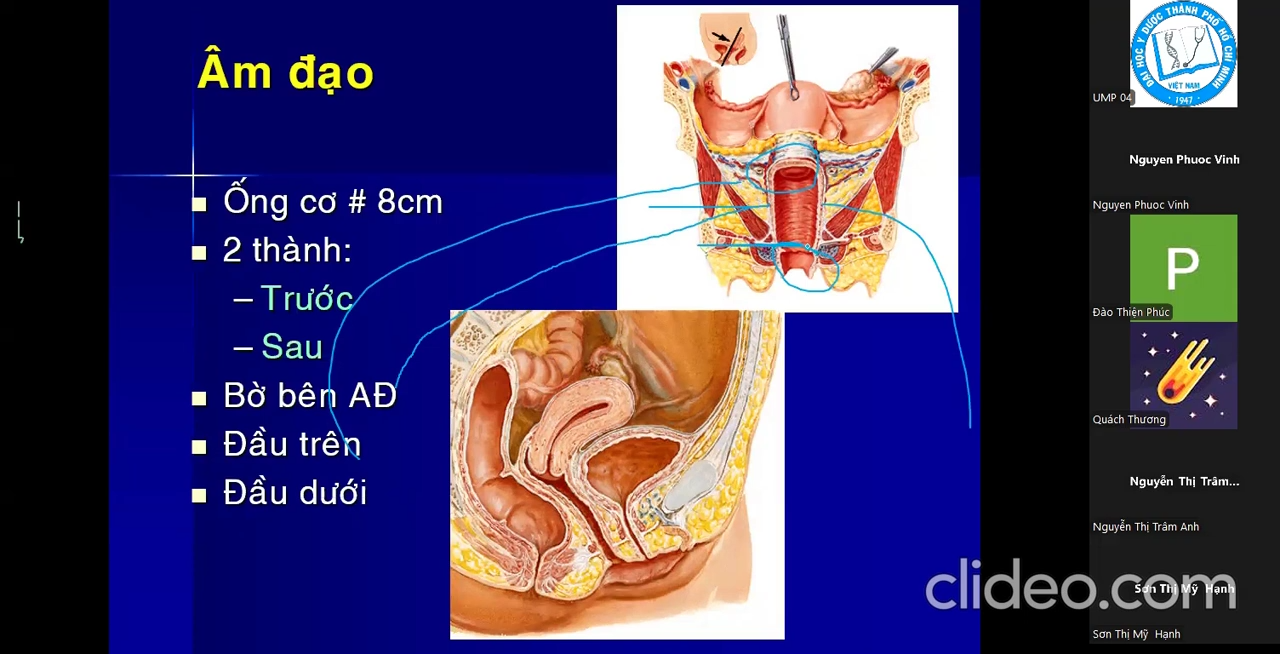 Âm đạo
Ống cơ # 8cm
2 thành:
– Trước
– Sau
Bờ bên AĐ
Đầu trên
Đầu dưới
ĐẠI HỌC Y DƯỢC THÀNH PHỐ HỒ CHÍ MINH
VIỆT NAM
1947
UMP 04
Nguyen Phuoc Vinh
Nguyen Phuoc Vinh
P
Đào Thiện Phúc
Quách Thương
Nguyễn Thị Trâm...
Nguyễn Thị Trâm Anh
Sơn Thị Mỹ Hạnh
Sơn Thị Mỹ Hạnh
clideo.com